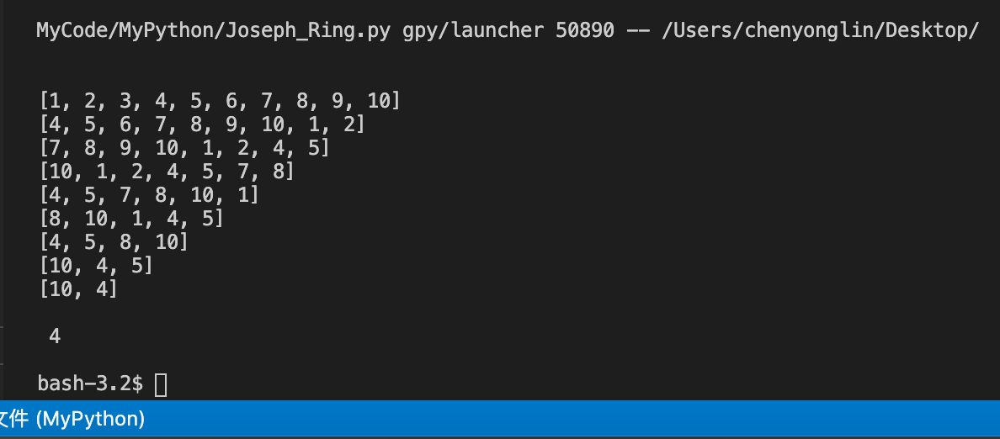 MyCode/MyPython/Joseph_Ring.py gpy/launcher 50890 -- /Users/chenyonglin/Desktop/
[1, 2, 3, 4, 5, 6, 7, 8, 9, 10]
[4, 5, 6, 7, 8, 9, 10, 1, 2]
[7, 8, 9, 10, 1, 2, 4, 5]
[10, 1, 2, 4, 5, 7, 8]
[4, 5, 7, 8, 10, 1]
[8, 10, 1, 4, 5]
[4, 5, 8, 10]
[10, 4, 5]
[10, 4]
4
bash-3.2$
文件 (MyPython)